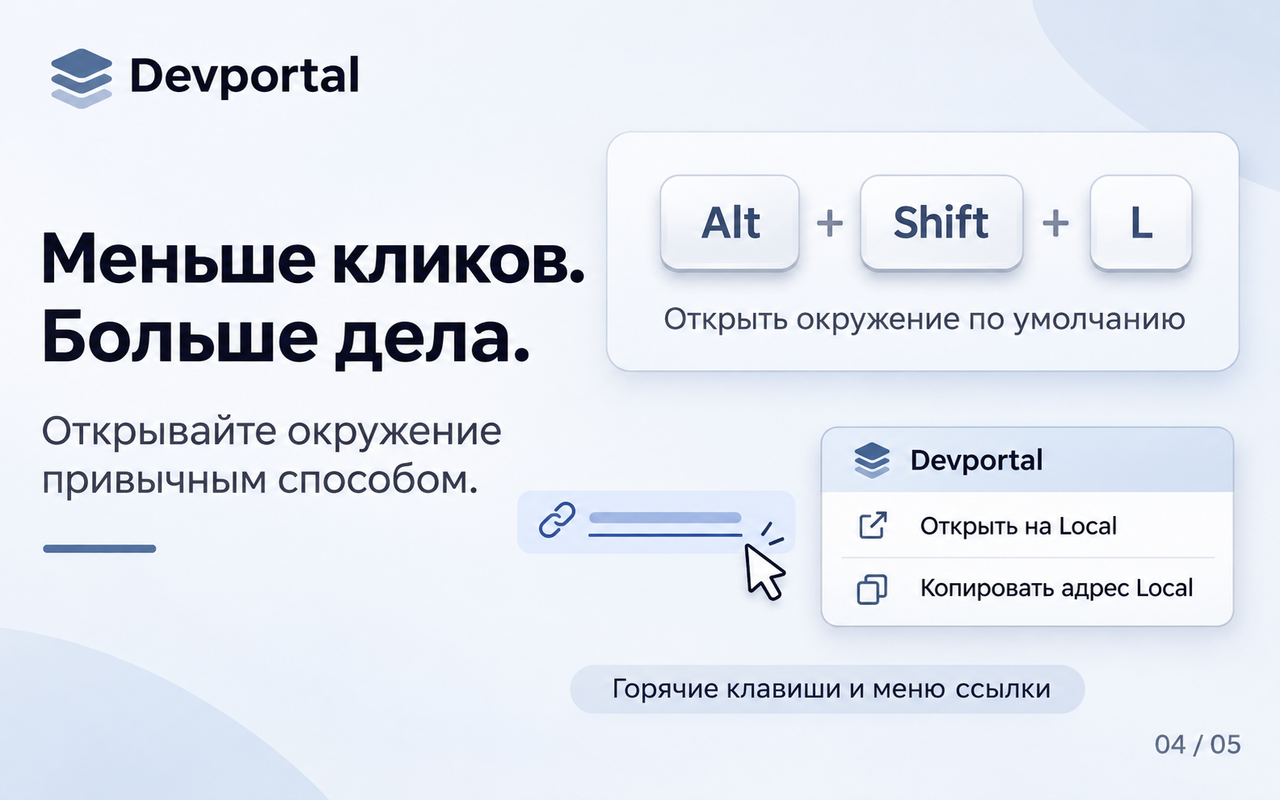 Devportal
Меньше кликов.
Больше дела.
Открывайте окружение
привычным способом.
Alt + Shift + L
Открыть окружение по умолчанию
Devportal
Открыть на Local
Копировать адрес Local
Горячие клавиши и меню ссылки
04 / 05